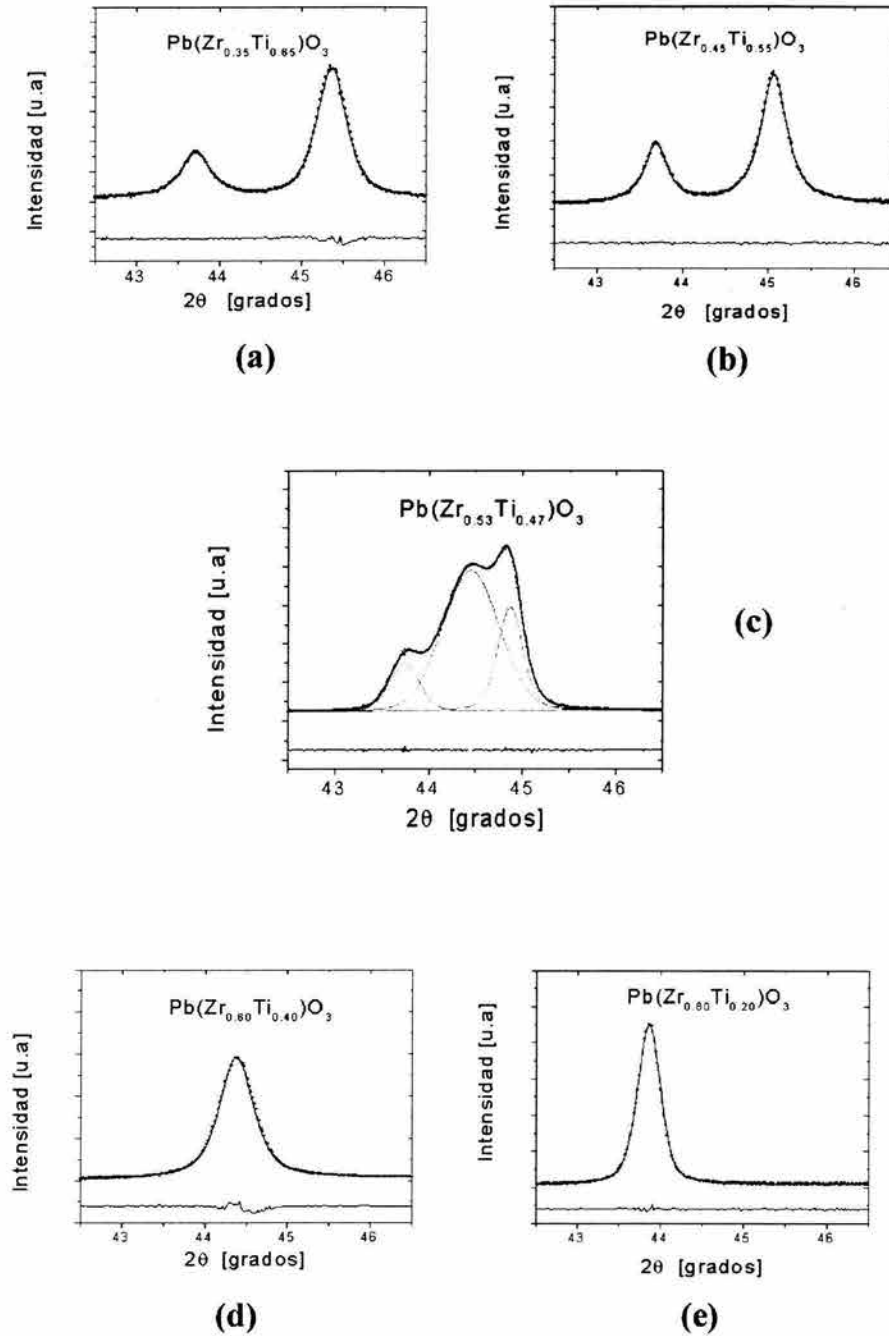 Pb(Zr₀.₃₅Ti₀.₆₅)O₃
Intensidad [u.a]
43 44 45 46
2θ [grados]
(a)
Pb(Zr₀.₄₅Ti₀.₅₅)O₃
Intensidad [u.a]
43 44 45 46
2θ [grados]
(b)
Pb(Zr₀.₅₃Ti₀.₄₇)O₃
Intensidad [u.a]
43 44 45 46
2θ [grados]
(c)
Pb(Zr₀.₆₀Ti₀.₄₀)O₃
Intensidad [u.a]
43 44 45 46
2θ [grados]
(d)
Pb(Zr₀.₈₀Ti₀.₂₀)O₃
Intensidad [u.a]
43 44 45 46
2θ [grados]
(e)